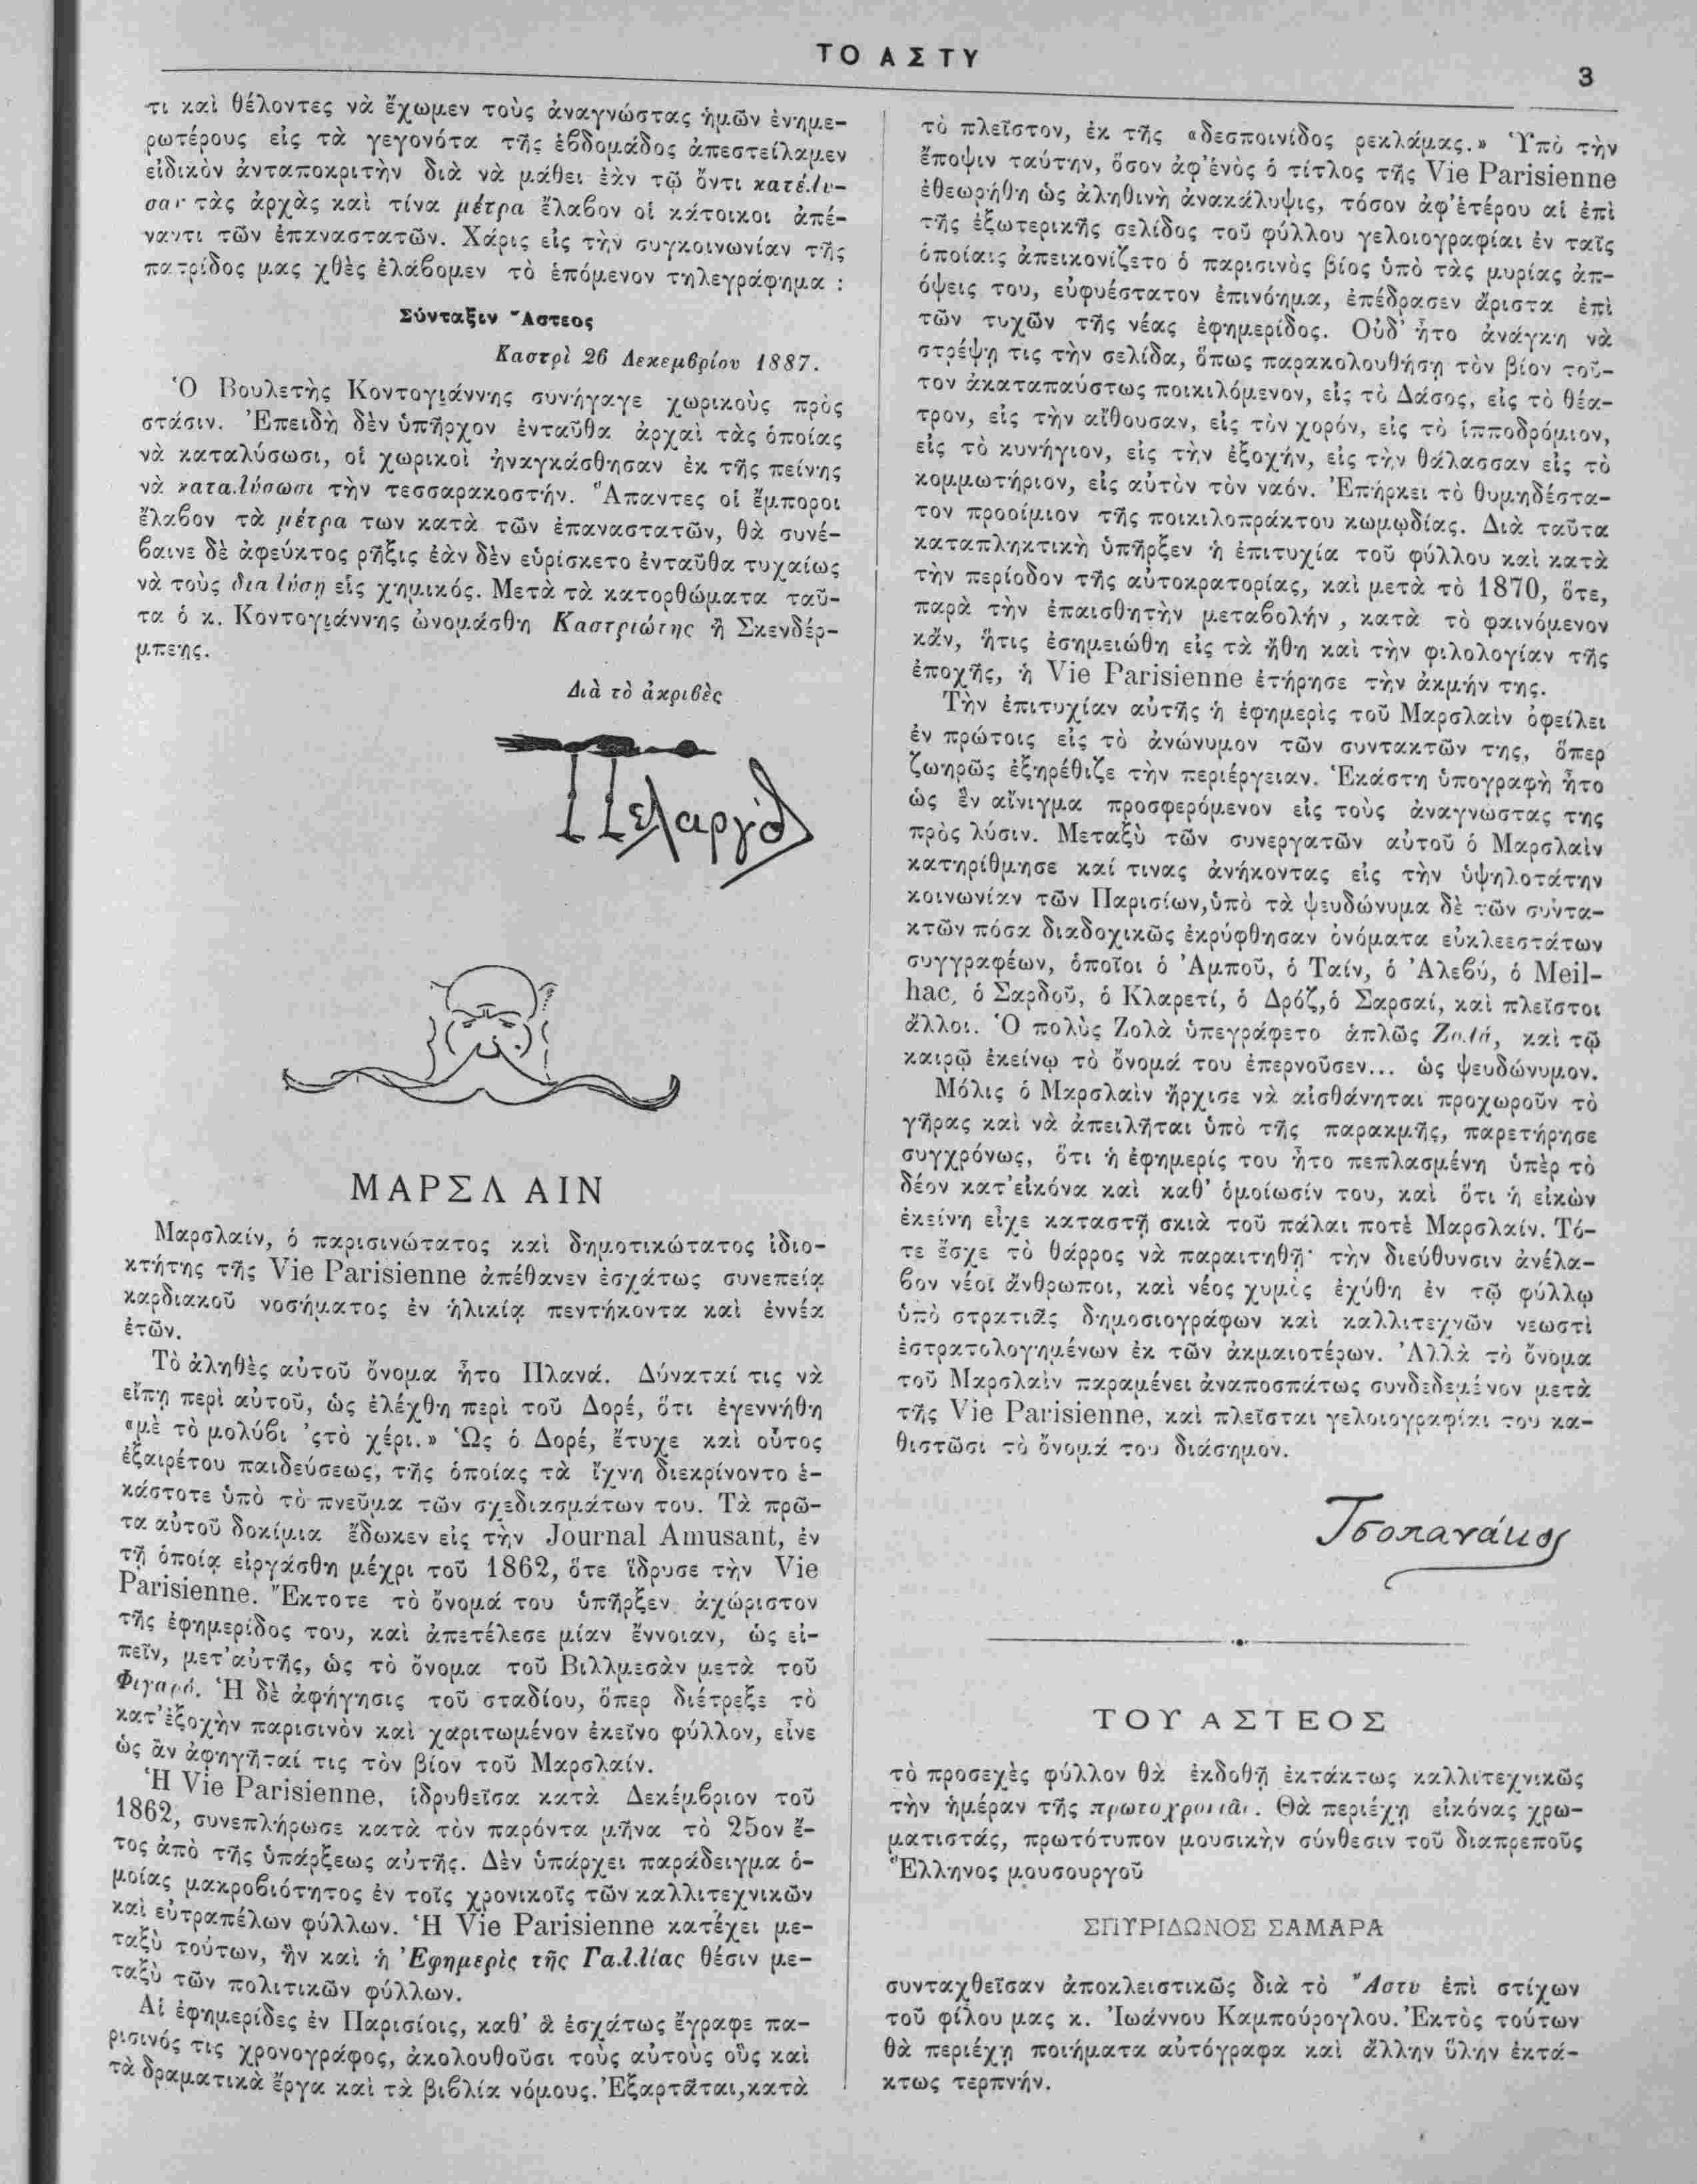 ΤΟ ΑΣΤΥ
3
τι καὶ θέλοντες νὰ ἔχωμεν τοὺς ἀναγνώστας ἡμῶν ἐνημε-
ρωτέρους εἰς τὰ γεγονότα τῆς ἑβδομάδος ἀπεστείλαμεν
εἰδικὸν ἀνταποκριτὴν διὰ νὰ μάθει ἐὰν τῷ ὄντι κατέλυ-
σαν τὰς ἀρχὰς καὶ τίνα μέτρα ἔλαβον οἱ κάτοικοι ἀπέ-
ναντι τῶν ἐπαναστατῶν. Χάρις εἰς τὴν συγκοινωνίαν τῆς
πατρίδος μας χθὲς ἐλάβομεν τὸ ἑπόμενον τηλεγράφημα :
Σύνταξιν Ἄστεος
Καστρὶ 26 Δεκεμβρίου 1887.
Ὁ Βουλετὴς Κοντογιάννης συνήγαγε χωρικοὺς πρὸς
στάσιν. Ἐπειδὴ δὲν ὑπῆρχον ἐνταῦθα ἀρχαὶ τὰς ὁποίας
νὰ καταλύσωσι, οἱ χωρικοὶ ἠναγκάσθησαν ἐκ τῆς πείνης
νὰ καταλύσωσι τὴν τεσσαρακοστήν. Ἅπαντες οἱ ἔμποροι
ἔλαβον τὰ μέτρα των κατὰ τῶν ἐπαναστατῶν, θὰ συνέ-
βαινε δὲ ἀφεύκτος ρῆξις ἐὰν δὲν εὑρίσκετο ἐνταῦθα τυχαίως
νὰ τοὺς διαλύσῃ εἷς χημικός. Μετὰ τὰ κατορθώματα ταῦ-
τα ὁ κ. Κοντογιάννης ὠνομάσθη Καστριώτης ἢ Σκενδέρ-
μπεης.
Διὰ τὸ ἀκριβὲς
Πελαργός
ΜΑΡΣΛΑΙΝ
Μαρσλαίν, ὁ παρισινώτατος καὶ δημοτικώτατος ἰδιο-
κτήτης τῆς Vie Parisienne ἀπέθανεν ἐσχάτως συνεπείᾳ
καρδιακοῦ νοσήματος ἐν ἡλικίᾳ πεντήκοντα καὶ ἐννέα
ἐτῶν.
Τὸ ἀληθὲς αὐτοῦ ὄνομα ἦτο Πλανά. Δύναταί τις νὰ
εἴπῃ περὶ αὐτοῦ, ὡς ἐλέχθη περὶ τοῦ Δορέ, ὅτι ἐγεννήθη
«μὲ τὸ μολύβι ’ςτὸ χέρι.» Ὡς ὁ Δορέ, ἔτυχε καὶ οὗτος
ἐξαιρέτου παιδεύσεως, τῆς ὁποίας τὰ ἴχνη διεκρίνοντο ἑ-
κάστοτε ὑπὸ τὸ πνεῦμα τῶν σχεδιασμάτων του. Τὰ πρῶ-
τα αὐτοῦ δοκίμια ἔδωκεν εἰς τὴν Journal Amusant, ἐν
τῇ ὁποίᾳ εἰργάσθη μέχρι τοῦ 1862, ὅτε ἵδρυσε τὴν Vie
Parisienne. Ἔκτοτε τὸ ὄνομά του ὑπῆρξεν ἀχώριστον
τῆς ἐφημερίδος του, καὶ ἀπετέλεσε μίαν ἔννοιαν, ὡς εἰ-
πεῖν, μετ’αὐτῆς, ὡς τὸ ὄνομα τοῦ Βιλλμεσὰν μετὰ τοῦ
Φιγαρό. Ἡ δὲ ἀφήγησις τοῦ σταδίου, ὅπερ διέτρεξε τὸ
κατ’ἐξοχὴν παρισινὸν καὶ χαριτωμένον ἐκεῖνο φύλλον, εἶνε
ὡς ἂν ἀφηγῆταί τις τὸν βίον τοῦ Μαρσλαίν.
Ἡ Vie Parisienne, ἱδρυθεῖσα κατὰ Δεκέμβριον τοῦ
1862, συνεπλήρωσε κατὰ τὸν παρόντα μῆνα τὸ 25ον ἔ-
τος ἀπὸ τῆς ὑπάρξεως αὐτῆς. Δὲν ὑπάρχει παράδειγμα ὁ-
μοίας μακροβιότητος ἐν τοῖς χρονικοῖς τῶν καλλιτεχνικῶν
καὶ εὐτραπέλων φύλλων. Ἡ Vie Parisienne κατέχει με-
ταξὺ τούτων, ἣν καὶ ἡ Ἐφημερὶς τῆς Γαλλίας θέσιν με-
ταξὺ τῶν πολιτικῶν φύλλων.
Αἱ ἐφημερίδες ἐν Παρισίοις, καθ’ ἃ ἐσχάτως ἔγραφε πα-
ρισινός τις χρονογράφος, ἀκολουθοῦσι τοὺς αὐτοὺς οὓς καὶ
τὰ δραματικὰ ἔργα καὶ τὰ βιβλία νόμους. Ἐξαρτᾶται, κατὰ
τὸ πλεῖστον, ἐκ τῆς «δεσποινίδος ρεκλάμας.» Ὑπὸ τὴν
ἔποψιν ταύτην, ὅσον ἀφ’ἑνὸς ὁ τίτλος τῆς Vie Parisienne
ἐθεωρήθη ὡς ἀληθινὴ ἀνακάλυψις, τόσον ἀφ’ἑτέρου αἱ ἐπὶ
τῆς ἐξωτερικῆς σελίδος τοῦ φύλλου γελοιογραφίαι ἐν ταῖς
ὁποίαις ἀπεικονίζετο ὁ παρισινὸς βίος ὑπὸ τὰς μυρίας ἀπ-
όψεις του, εὐφυέστατον ἐπινόημα, ἐπέδρασεν ἄριστα ἐπὶ
τῶν τυχῶν τῆς νέας ἐφημερίδος. Οὐδ’ ἦτο ἀνάγκη νὰ
στρέψῃ τις τὴν σελίδα, ὅπως παρακολουθήσῃ τὸν βίον τοῦ-
τον ἀκαταπαύστως ποικιλόμενον, εἰς τὸ Δάσος, εἰς τὸ θέα-
τρον, εἰς τὴν αἴθουσαν, εἰς τὸν χορόν, εἰς τὸ ἱπποδρόμιον,
εἰς τὸ κυνήγιον, εἰς τὴν ἐξοχήν, εἰς τὴν θάλασσαν εἰς τὸ
κομμωτήριον, εἰς αὐτὸν τὸν ναόν. Ἐπήρκει τὸ θυμηδέστα-
τον προοίμιον τῆς ποικιλοπράκτου κωμῳδίας. Διὰ ταῦτα
καταπληκτικὴ ὑπῆρξεν ἡ ἐπιτυχία τοῦ φύλλου καὶ κατὰ
τὴν περίοδον τῆς αὐτοκρατορίας, καὶ μετὰ τὸ 1870, ὅτε,
παρὰ τὴν ἐπαισθητὴν μεταβολήν, κατὰ τὸ φαινόμενον
κἄν, ἥτις ἐσημειώθη εἰς τὰ ἤθη καὶ τὴν φιλολογίαν τῆς
ἐποχῆς, ἡ Vie Parisienne ἐτήρησε τὴν ἀκμήν της.
Τὴν ἐπιτυχίαν αὐτῆς ἡ ἐφημερὶς τοῦ Μαρσλαὶν ὀφείλει
ἐν πρώτοις εἰς τὸ ἀνώνυμον τῶν συντακτῶν της, ὅπερ
ζωηρῶς ἐξηρέθιζε τὴν περιέργειαν. Ἑκάστη ὑπογραφὴ ἦτο
ὡς ἓν αἴνιγμα προσφερόμενον εἰς τοὺς ἀναγνώστας της
πρὸς λύσιν. Μεταξὺ τῶν συνεργατῶν αὐτοῦ ὁ Μαρσλαὶν
κατηρίθμησε καί τινας ἀνήκοντας εἰς τὴν ὑψηλοτάτην
κοινωνίαν τῶν Παρισίων, ὑπὸ τὰ ψευδώνυμα δὲ τῶν συντα-
κτῶν πόσα διαδοχικῶς ἐκρύφθησαν ὀνόματα εὐκλεεστάτων
συγγραφέων, ὁποῖοι ὁ Ἀμποῦ, ὁ Ταίν, ὁ Ἀλεβύ, ὁ Meil-
hac, ὁ Σαρδοῦ, ὁ Κλαρετί, ὁ Δρόζ, ὁ Σαρσαί, καὶ πλεῖστοι
ἄλλοι. Ὁ πολὺς Ζολὰ ὑπεγράφετο ἁπλῶς Ζολά, καὶ τῷ
καιρῷ ἐκείνῳ τὸ ὄνομά του ἐπερνοῦσεν... ὡς ψευδώνυμον.
Μόλις ὁ Μαρσλαὶν ἤρχισε νὰ αἰσθάνηται προχωροῦν τὸ
γῆρας καὶ νὰ ἀπειλῆται ὑπὸ τῆς παρακμῆς, παρετήρησε
συγχρόνως, ὅτι ἡ ἐφημερίς του ἦτο πεπλασμένη ὑπὲρ τὸ
δέον κατ’εἰκόνα καὶ καθ’ ὁμοίωσίν του, καὶ ὅτι ἡ εἰκὼν
ἐκείνη εἶχε καταστῆ σκιὰ τοῦ πάλαι ποτὲ Μαρσλαίν. Τό-
τε ἔσχε τὸ θάρρος νὰ παραιτηθῇ· τὴν διεύθυνσιν ἀνέλα-
βον νέοι ἄνθρωποι, καὶ νέος χυμὸς ἐχύθη ἐν τῷ φύλλῳ
ὑπὸ στρατιᾶς δημοσιογράφων καὶ καλλιτεχνῶν νεωστὶ
ἐστρατολογημένων ἐκ τῶν ἀκμαιοτέρων. Ἀλλὰ τὸ ὄνομα
τοῦ Μαρσλαὶν παραμένει ἀναποσπάτως συνδεδεμένον μετὰ
τῆς Vie Parisienne, καὶ πλεῖσται γελοιογραφίαι του κα-
θιστῶσι τὸ ὄνομά του διάσημον.
Τσοπανάκος
ΤΟΥ ΑΣΤΕΟΣ
τὸ προσεχὲς φύλλον θὰ ἐκδοθῇ ἐκτάκτως καλλιτεχνικῶς
τὴν ἡμέραν τῆς πρωτοχρονιᾶς. Θὰ περιέχῃ εἰκόνας χρω-
ματιστάς, πρωτότυπον μουσικὴν σύνθεσιν τοῦ διαπρεποῦς
Ἕλληνος μουσουργοῦ
ΣΠΥΡΙΔΩΝΟΣ ΣΑΜΑΡΑ
συνταχθεῖσαν ἀποκλειστικῶς διὰ τὸ Ἄστυ ἐπὶ στίχων
τοῦ φίλου μας κ. Ἰωάννου Καμπούρογλου. Ἐκτὸς τούτων
θὰ περιέχῃ ποιήματα αὐτόγραφα καὶ ἄλλην ὕλην ἐκτά-
κτως τερπνήν.